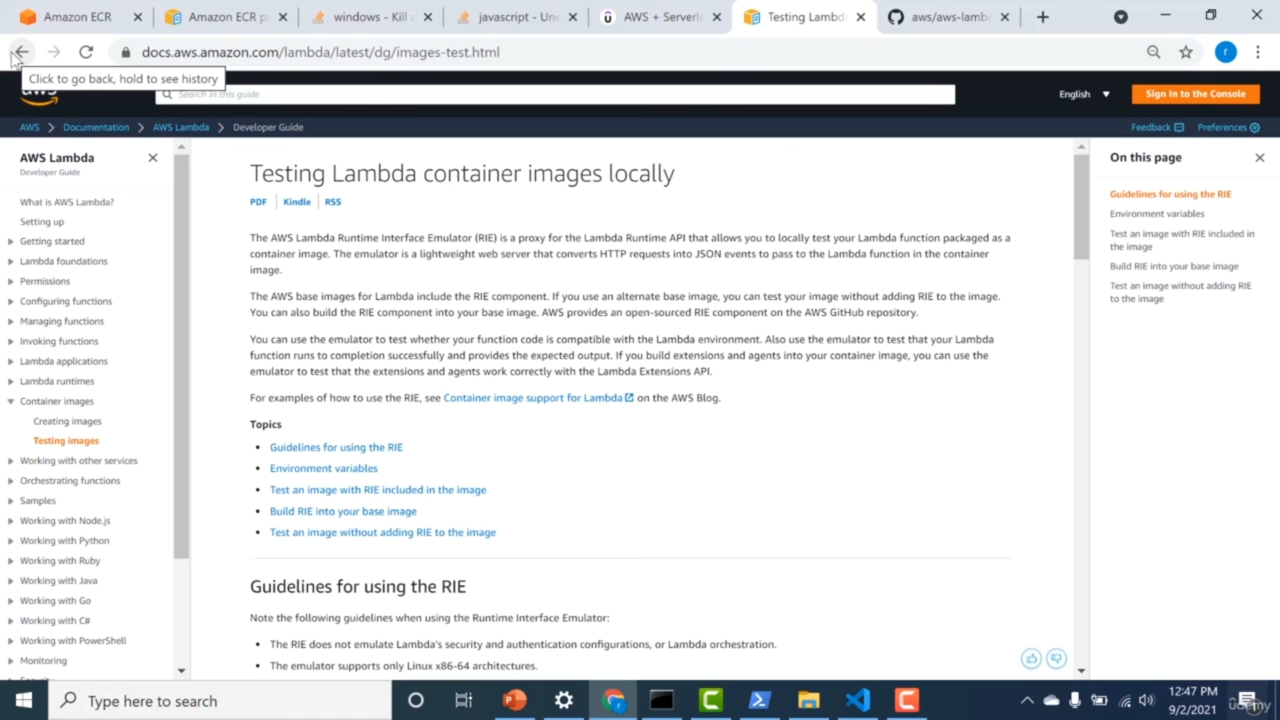 Amazon ECR
Amazon ECR p
windows - Kill
javascript - Un
AWS + Serverl
Testing Lambd
aws/aws-lamb
docs.aws.amazon.com/lambda/latest/dg/images-test.html
Click to go back, hold to see history
aws
Search in this guide
English
Sign In to the Console
AWS
Documentation
AWS Lambda
Developer Guide
Feedback
Preferences
AWS Lambda
Developer Guide
What is AWS Lambda?
Setting up
Getting started
Lambda foundations
Permissions
Configuring functions
Managing functions
Invoking functions
Lambda applications
Lambda runtimes
Container images
Creating images
Testing images
Working with other services
Orchestrating functions
Samples
Working with Node.js
Working with Python
Working with Ruby
Working with Java
Working with Go
Working with C#
Working with PowerShell
Monitoring
Testing Lambda container images locally
PDF
Kindle
RSS
The AWS Lambda Runtime Interface Emulator (RIE) is a proxy for the Lambda Runtime API that allows you to locally test your Lambda function packaged as a
container image. The emulator is a lightweight web server that converts HTTP requests into JSON events to pass to the Lambda function in the container
image.
The AWS base images for Lambda include the RIE component. If you use an alternate base image, you can test your image without adding RIE to the image.
You can also build the RIE component into your base image. AWS provides an open-sourced RIE component on the AWS GitHub repository.
You can use the emulator to test whether your function code is compatible with the Lambda environment. Also use the emulator to test that your Lambda
function runs to completion successfully and provides the expected output. If you build extensions and agents into your container image, you can use the
emulator to test that the extensions and agents work correctly with the Lambda Extensions API.
For examples of how to use the RIE, see Container image support for Lambda on the AWS Blog.
Topics
• Guidelines for using the RIE
• Environment variables
• Test an image with RIE included in the image
• Build RIE into your base image
• Test an image without adding RIE to the image
Guidelines for using the RIE
Note the following guidelines when using the Runtime Interface Emulator:
• The RIE does not emulate Lambda's security and authentication configurations, or Lambda orchestration.
• The emulator supports only Linux x86-64 architectures.
On this page
Guidelines for using the RIE
Environment variables
Test an image with RIE included in
the image
Build RIE into your base image
Test an image without adding RIE
to the image
Type here to search
12:47 PM
9/2/2021
udemy